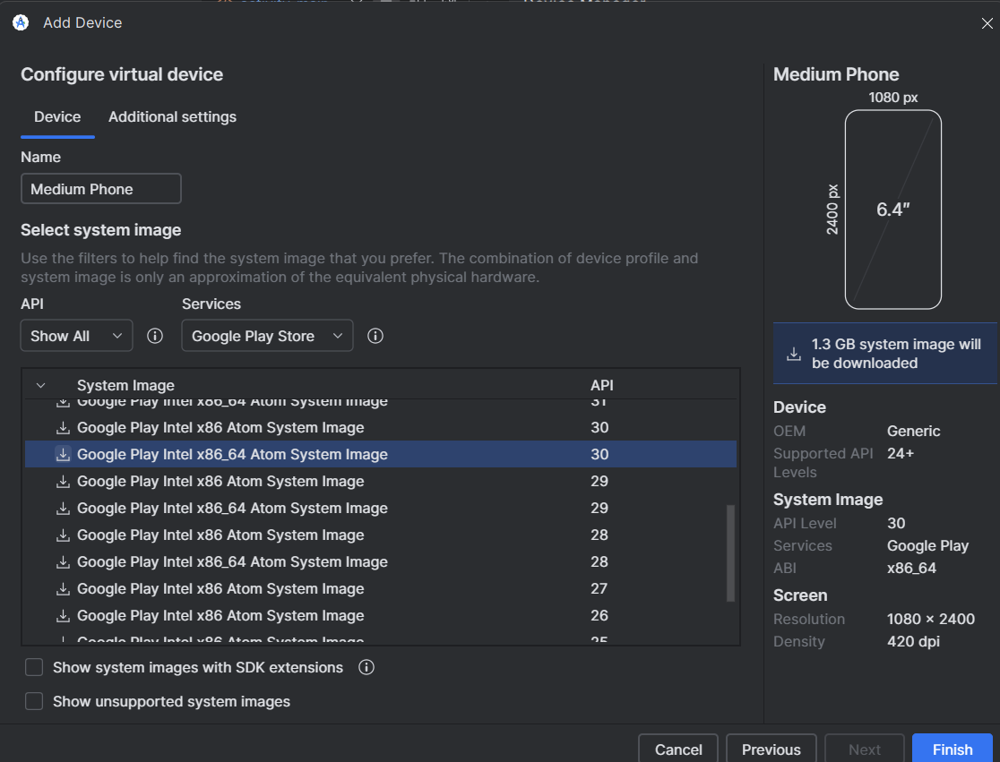 Add Device
Configure virtual device
Device Additional settings
Name
Medium Phone
Select system image
Use the filters to help find the system image that you prefer. The combination of device profile and
system image is only an approximation of the equivalent physical hardware.
API Services
Show All Google Play Store
System Image API
Google Play Intel x86_64 Atom System Image 31
Google Play Intel x86 Atom System Image 30
Google Play Intel x86_64 Atom System Image 30
Google Play Intel x86 Atom System Image 29
Google Play Intel x86_64 Atom System Image 29
Google Play Intel x86 Atom System Image 28
Google Play Intel x86_64 Atom System Image 28
Google Play Intel x86 Atom System Image 27
Google Play Intel x86 Atom System Image 26
Google Play Intel x86 Atom System Image 25
Show system images with SDK extensions
Show unsupported system images
Medium Phone
1080 px
2400 px
6.4″
1.3 GB system image will
be downloaded
Device
OEM Generic
Supported API 24+
Levels
System Image
API Level 30
Services Google Play
ABI x86_64
Screen
Resolution 1080 × 2400
Density 420 dpi
Cancel Previous Next Finish